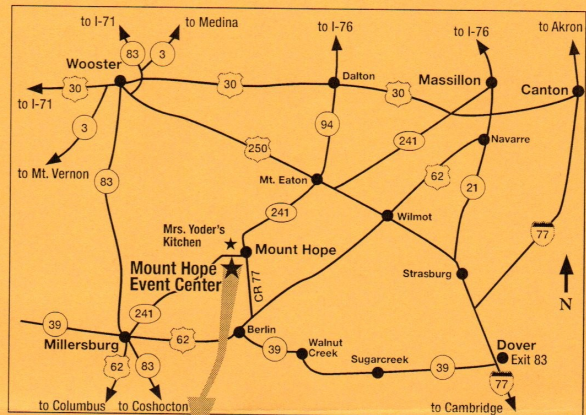 to I-71
to Medina
to I-76
to I-76
to Akron
83
3
Wooster
Dalton
Massillon
Canton
30
30
30
to I-71
3
94
241
Navarre
to Mt. Vernon
83
250
62
21
Mt. Eaton
241
Wilmot
77
Mrs. Yoder's
Kitchen
Mount Hope
Mount Hope
Event Center
CR 77
Strasburg
N
241
39
62
Berlin
Millersburg
39
Walnut
Creek
Sugarcreek
39
Dover
Exit 83
62
83
77
to Columbus
to Coshocton
to Cambridge